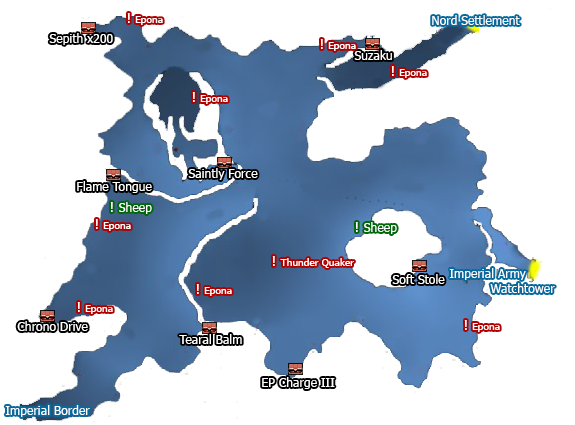 ! Epona
Nord Settlement
Sepith x200
! Epona
Suzaku
! Epona
! Epona
Saintly Force
Flame Tongue
! Sheep
! Epona
! Sheep
! Thunder Quaker
Soft Stole
Imperial Army
Watchtower
! Epona
! Epona
Chrono Drive
! Epona
Tearal Balm
EP Charge III
Imperial Border